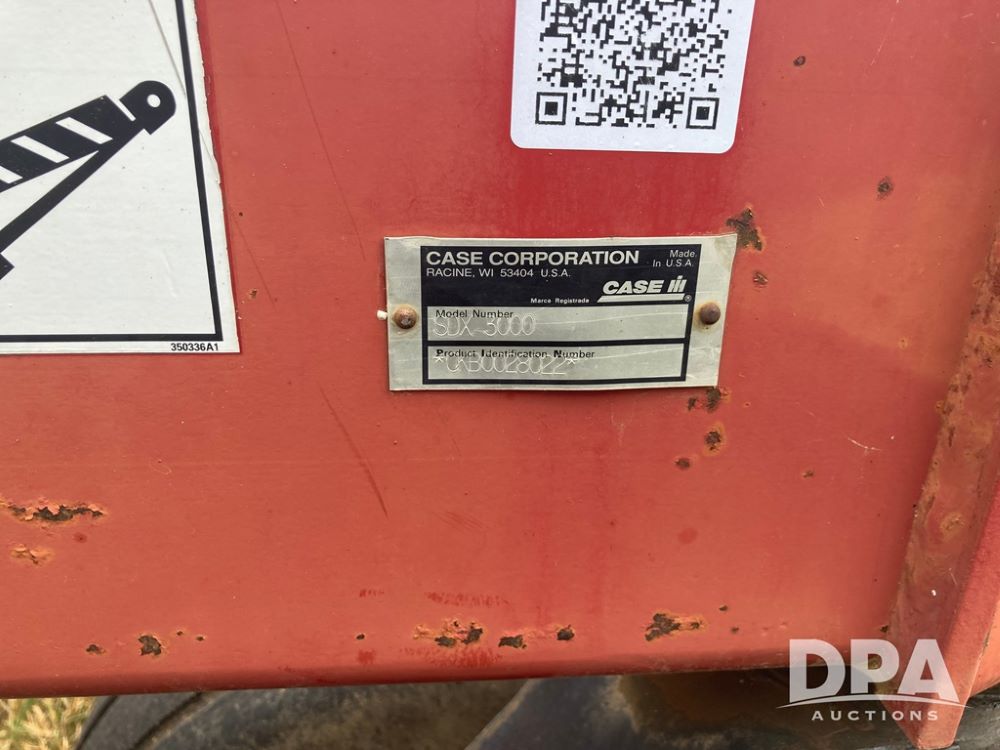 CASE CORPORATION
RACINE, WI 53404 U.S.A.
Made
In U.S.A.
CASE IH
®
Marca Registrada
Model Number
SDX 3000
Product Identification Number
*CKB0028022*
350336A1
DPA
AUCTIONS